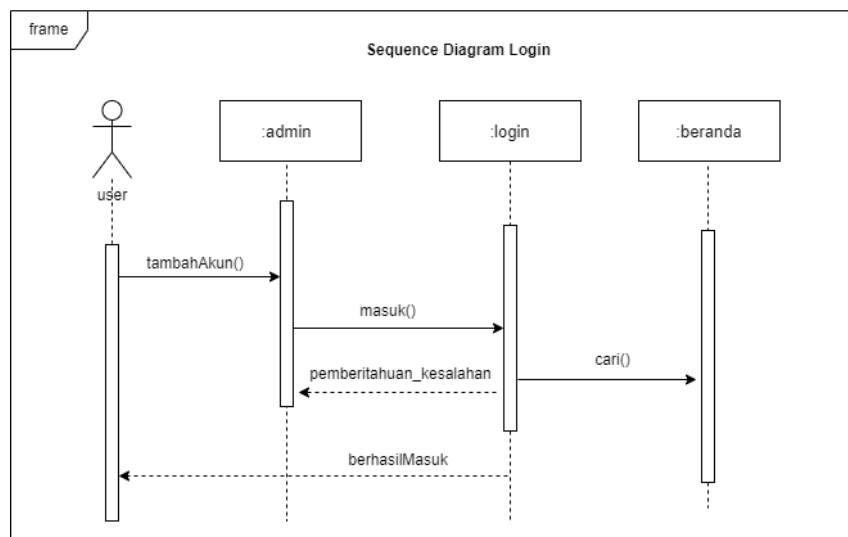 frame
Sequence Diagram Login
:admin
:login
:beranda
user
tambahAkun()
masuk()
cari()
pemberitahuan_kesalahan
berhasilMasuk